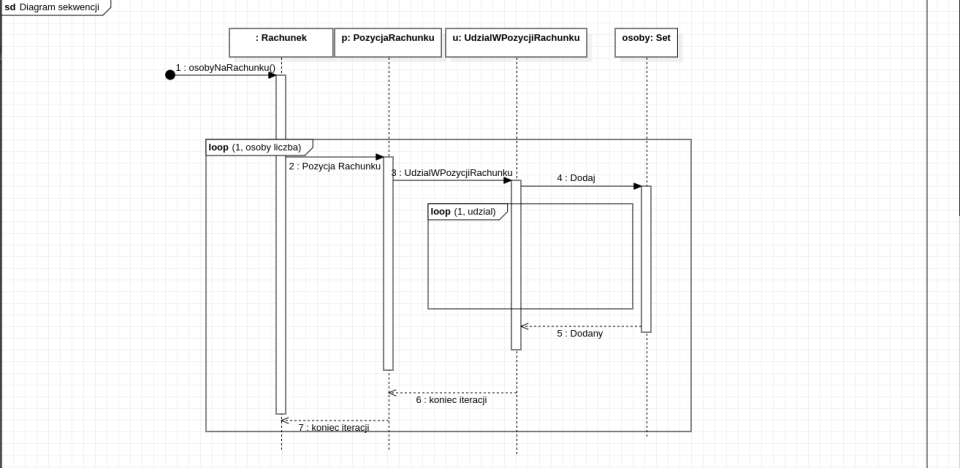 sd Diagram sekwencji
: Rachunek
p: PozycjaRachunku
u: UdzialWPozycjiRachunku
osoby: Set
1 : osobyNaRachunku()
loop (1, osoby liczba)
2 : Pozycja Rachunku
3 : UdzialWPozycjiRachunku
4 : Dodaj
loop (1, udzial)
5 : Dodany
6 : koniec iteracji
7 : koniec iteracji